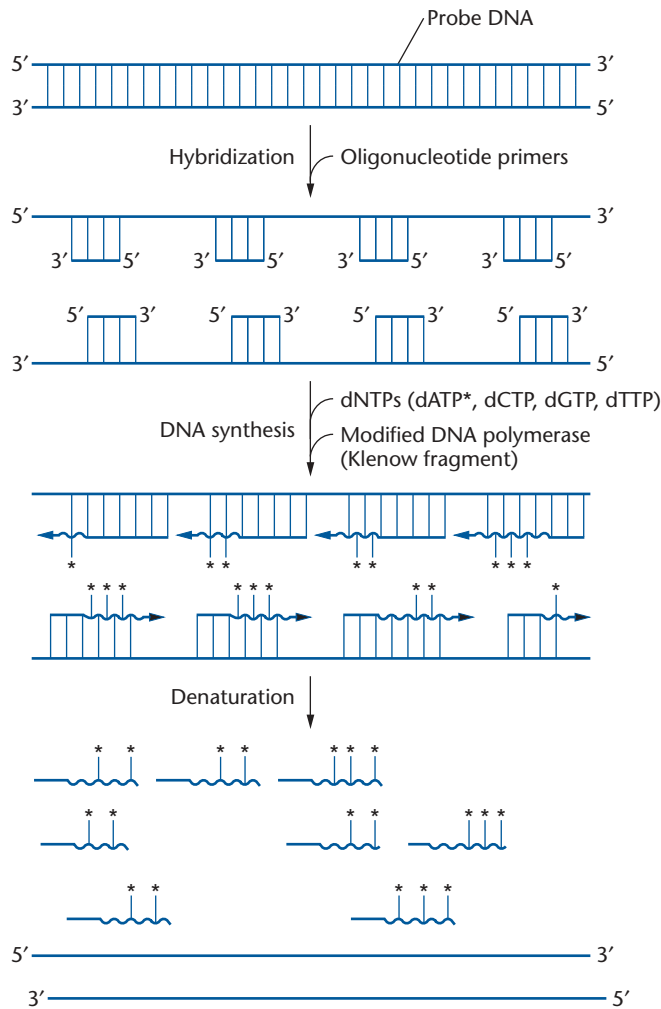 Probe DNA
5′ 3′
3′ 5′
Hybridization Oligonucleotide primers
5′ 3′
3′ 5′ 3′ 5′ 3′ 5′ 3′ 5′
5′ 3′ 5′ 3′ 5′ 3′ 5′ 3′
3′ 5′
dNTPs (dATP*, dCTP, dGTP, dTTP)
DNA synthesis Modified DNA polymerase
(Klenow fragment)
* * * * * * * *
* * * * * * * * *
Denaturation
* * * * * * *
* * * * * * *
* * * * *
5′ 3′
3′ 5′